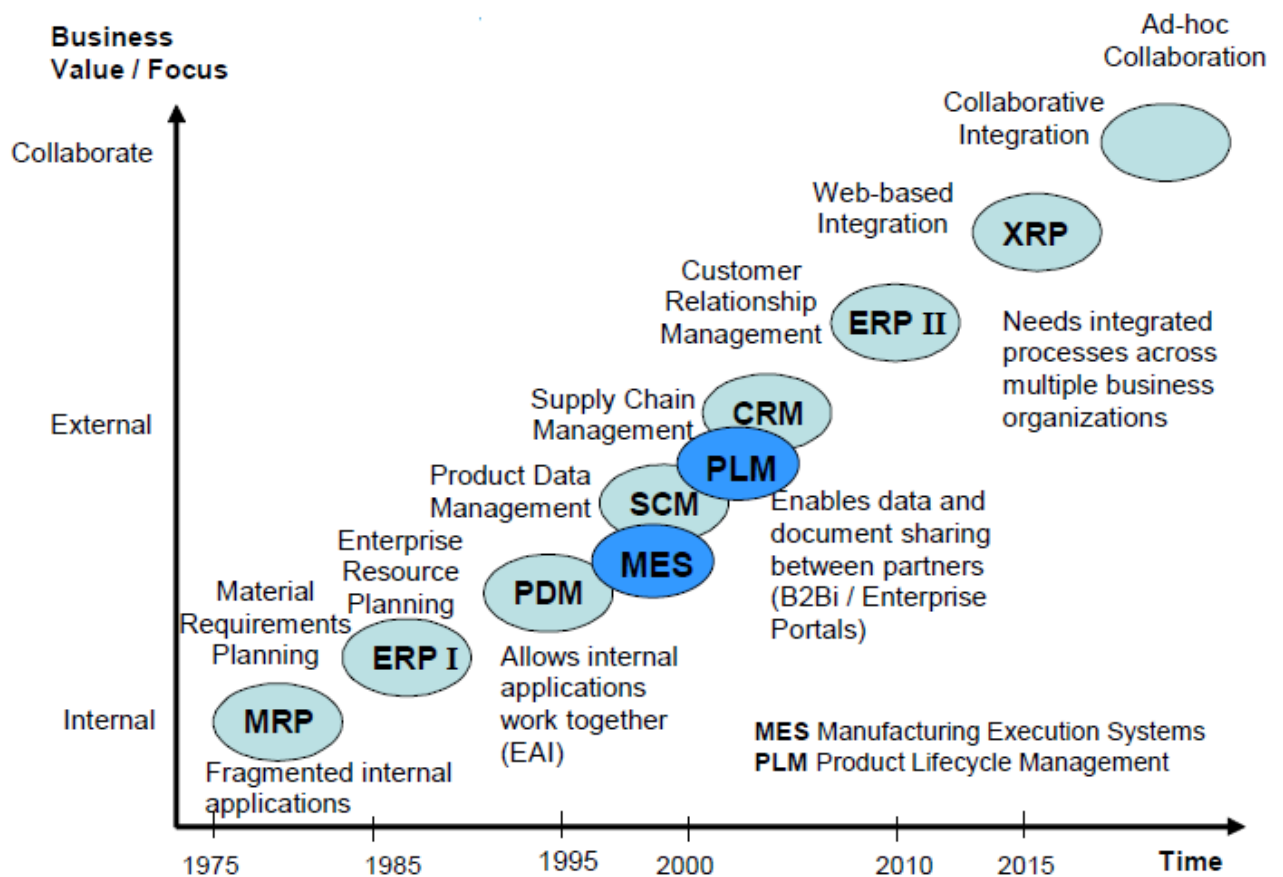 Business
Value / Focus
Ad-hoc
Collaboration
Collaborative
Integration
Collaborate
Web-based
Integration
XRP
Customer
Relationship
Management
ERP II
Needs integrated
processes across
multiple business
organizations
Supply Chain
Management
CRM
External
PLM
Product Data
Management
SCM
Enables data and
document sharing
between partners
(B2Bi / Enterprise
Portals)
Enterprise
Resource
Planning
MES
PDM
Material
Requirements
Planning
ERP I
Allows internal
applications
work together
(EAI)
Internal
MRP
MES Manufacturing Execution Systems
PLM Product Lifecycle Management
Fragmented internal
applications
1975
1985
1995
2000
2010
2015
Time